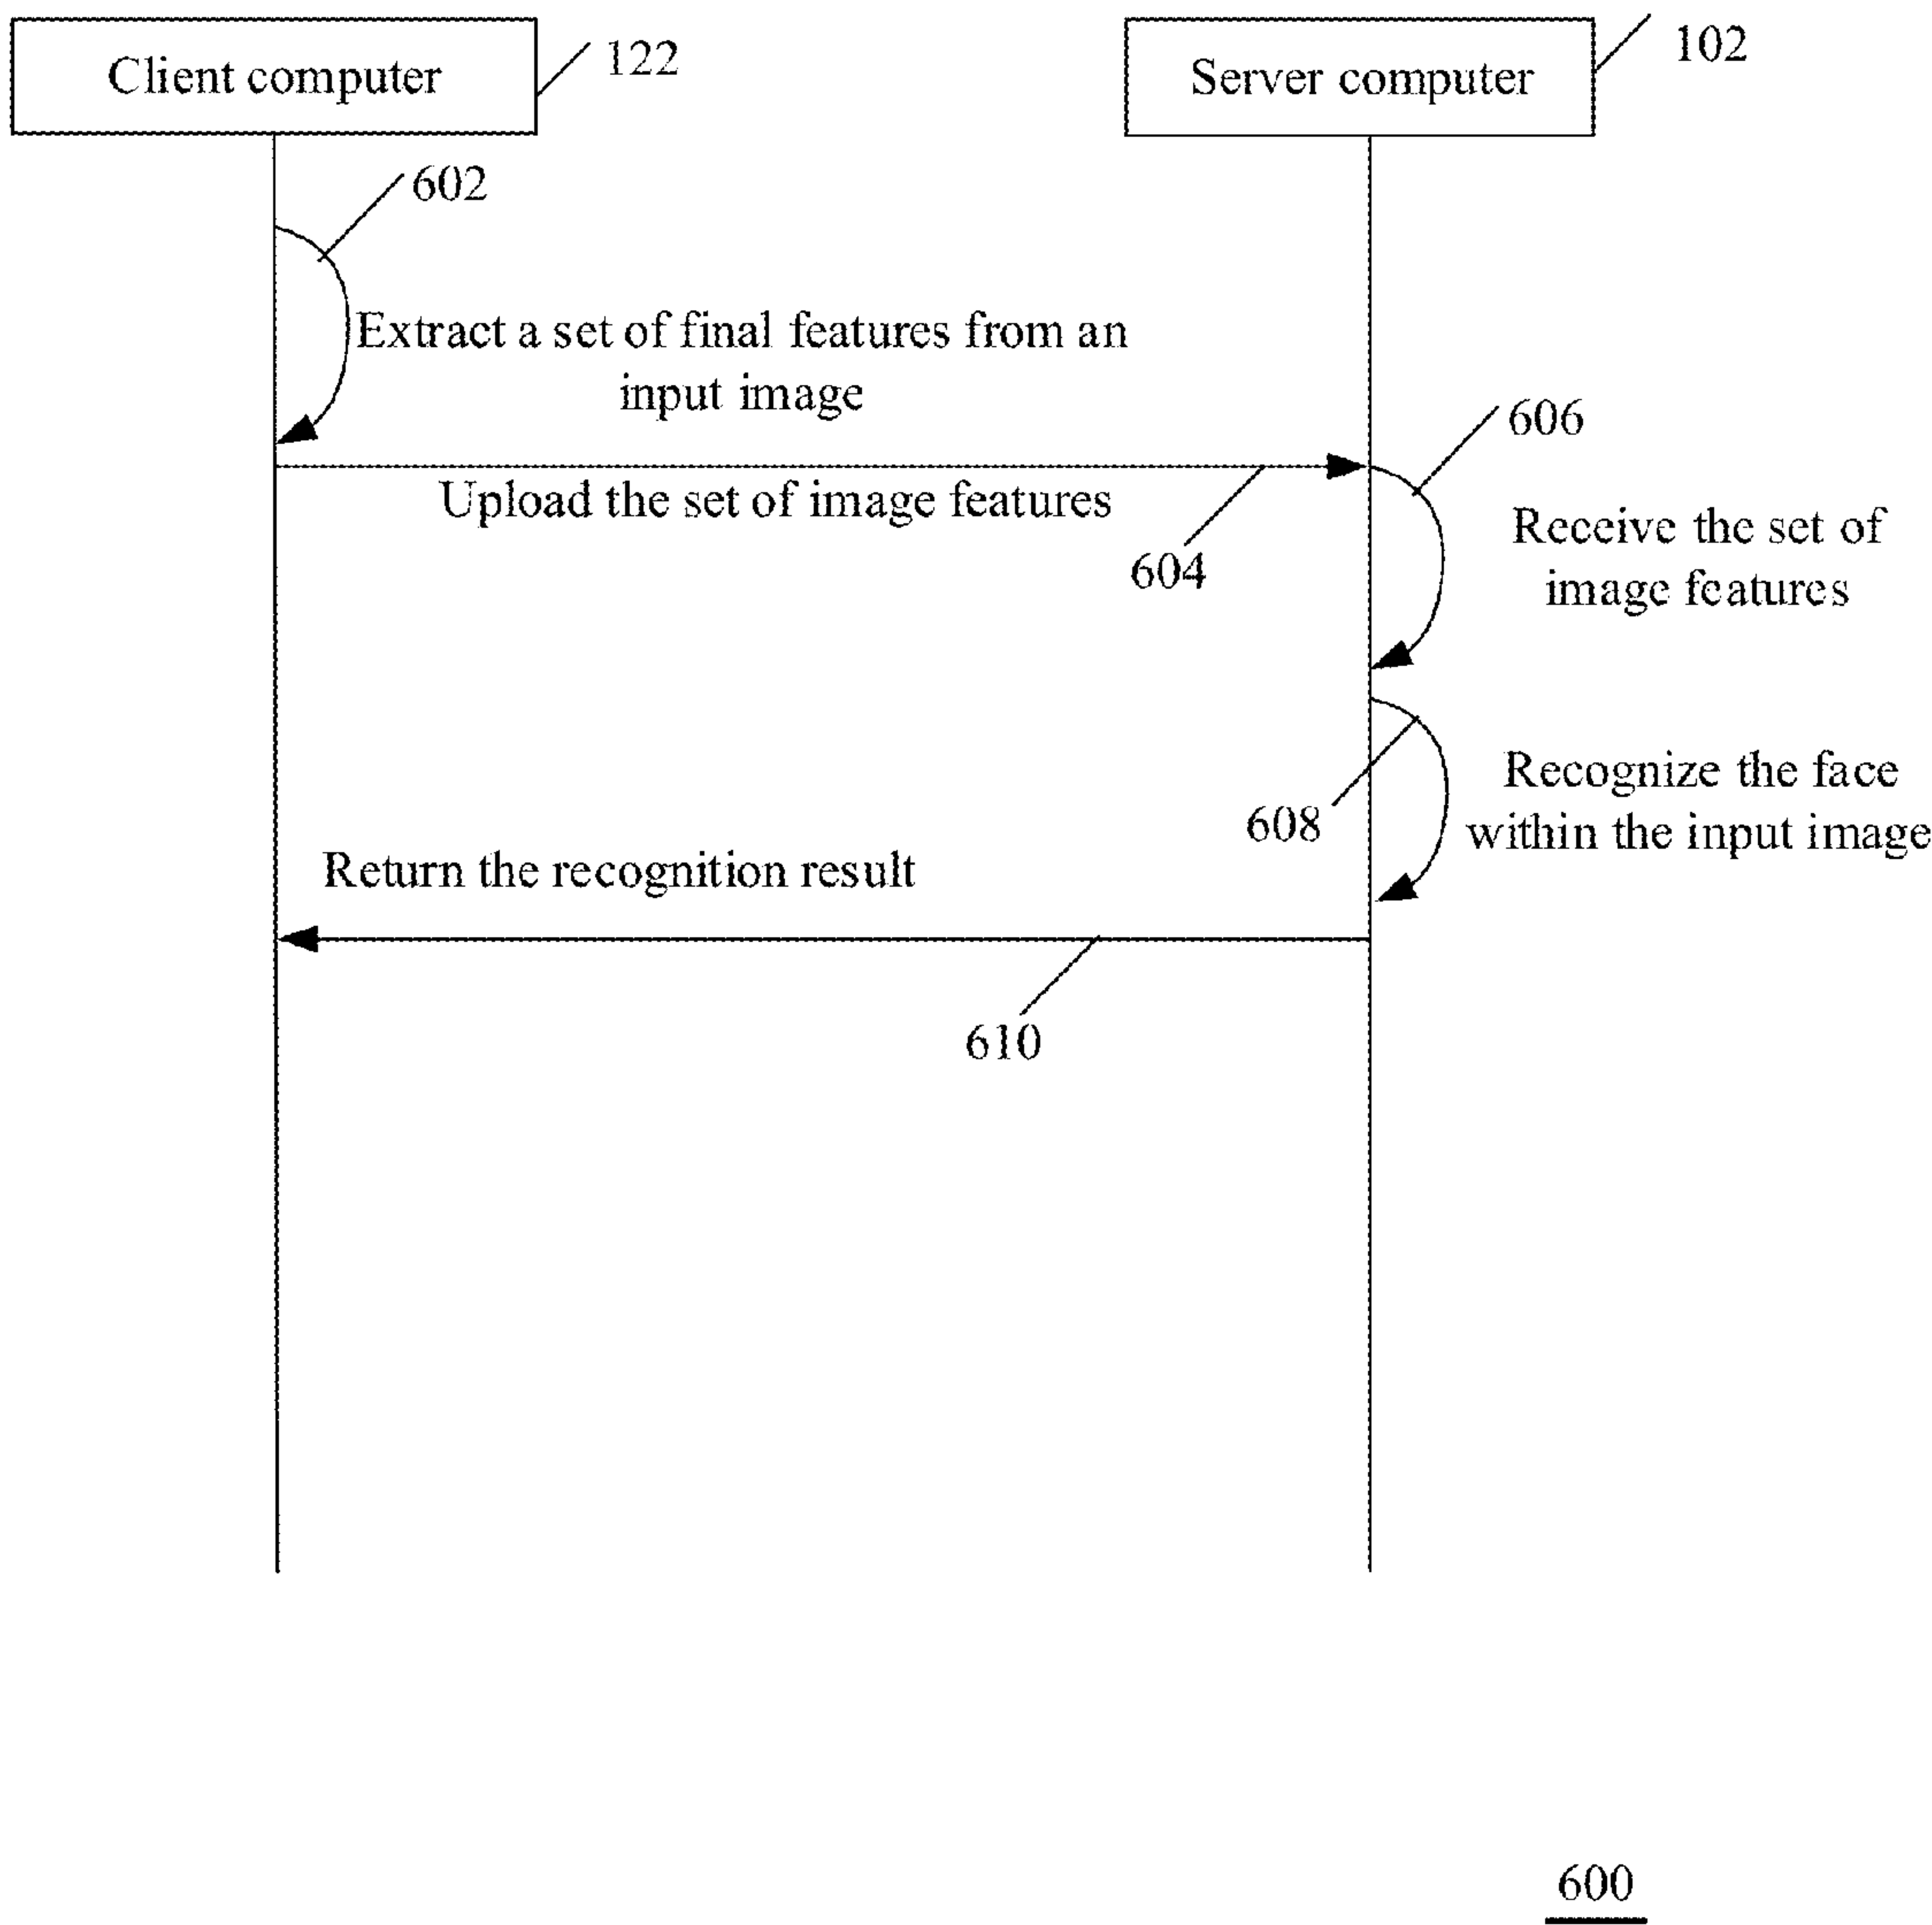 Client computer
122
Server computer
102
602
Extract a set of final features from an
input image
606
Upload the set of image features
604
Receive the set of
image features
608
Recognize the face
within the input image
Return the recognition result
610
600